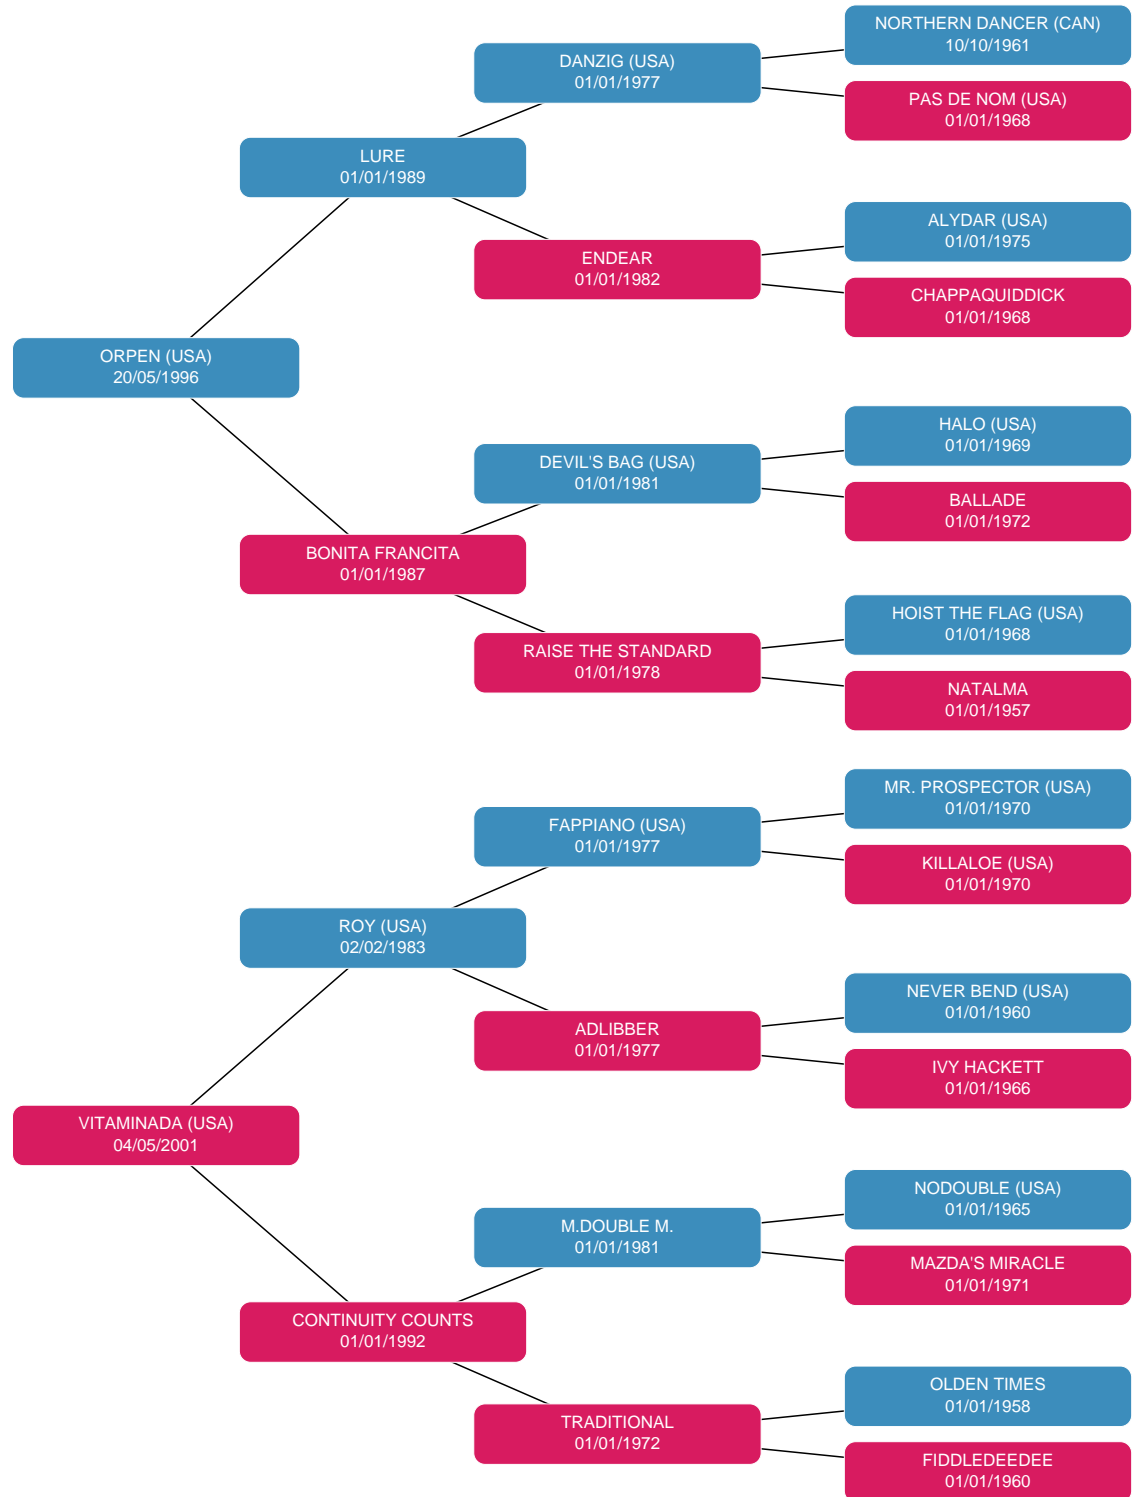 NORTHERN DANCER (CAN)
10/10/1961
DANZIG (USA)
01/01/1977
PAS DE NOM (USA)
01/01/1968
LURE
01/01/1989
ALYDAR (USA)
01/01/1975
ENDEAR
01/01/1982
CHAPPAQUIDDICK
01/01/1968
ORPEN (USA)
20/05/1996
HALO (USA)
01/01/1969
DEVIL'S BAG (USA)
01/01/1981
BALLADE
01/01/1972
BONITA FRANCITA
01/01/1987
HOIST THE FLAG (USA)
01/01/1968
RAISE THE STANDARD
01/01/1978
NATALMA
01/01/1957
MR. PROSPECTOR (USA)
01/01/1970
FAPPIANO (USA)
01/01/1977
KILLALOE (USA)
01/01/1970
ROY (USA)
02/02/1983
NEVER BEND (USA)
01/01/1960
ADLIBBER
01/01/1977
IVY HACKETT
01/01/1966
VITAMINADA (USA)
04/05/2001
NODOUBLE (USA)
01/01/1965
M.DOUBLE M.
01/01/1981
MAZDA'S MIRACLE
01/01/1971
CONTINUITY COUNTS
01/01/1992
OLDEN TIMES
01/01/1958
TRADITIONAL
01/01/1972
FIDDLEDEEDEE
01/01/1960